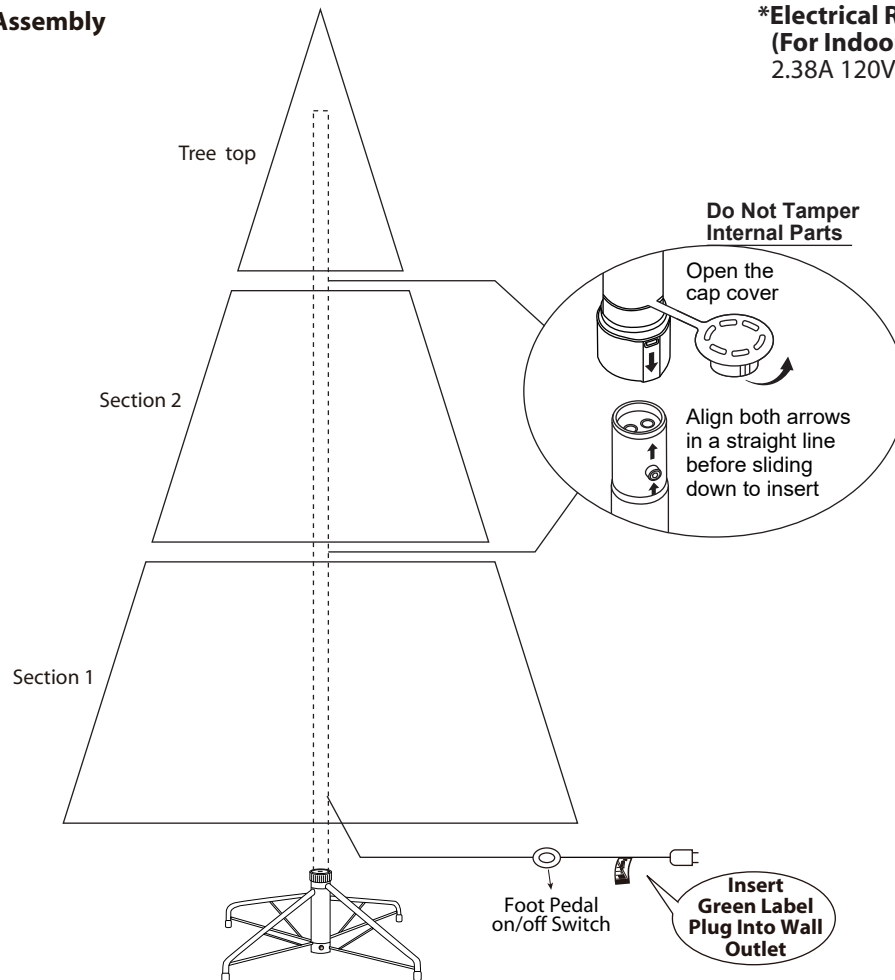 Assembly
*Electrical R
(For Indoo
2.38A 120V
Tree top
Do Not Tamper
Internal Parts
Open the
cap cover
Section 2
Align both arrows
in a straight line
before sliding
down to insert
Section 1
Foot Pedal
on/off Switch
Insert
Green Label
Plug Into Wall
Outlet